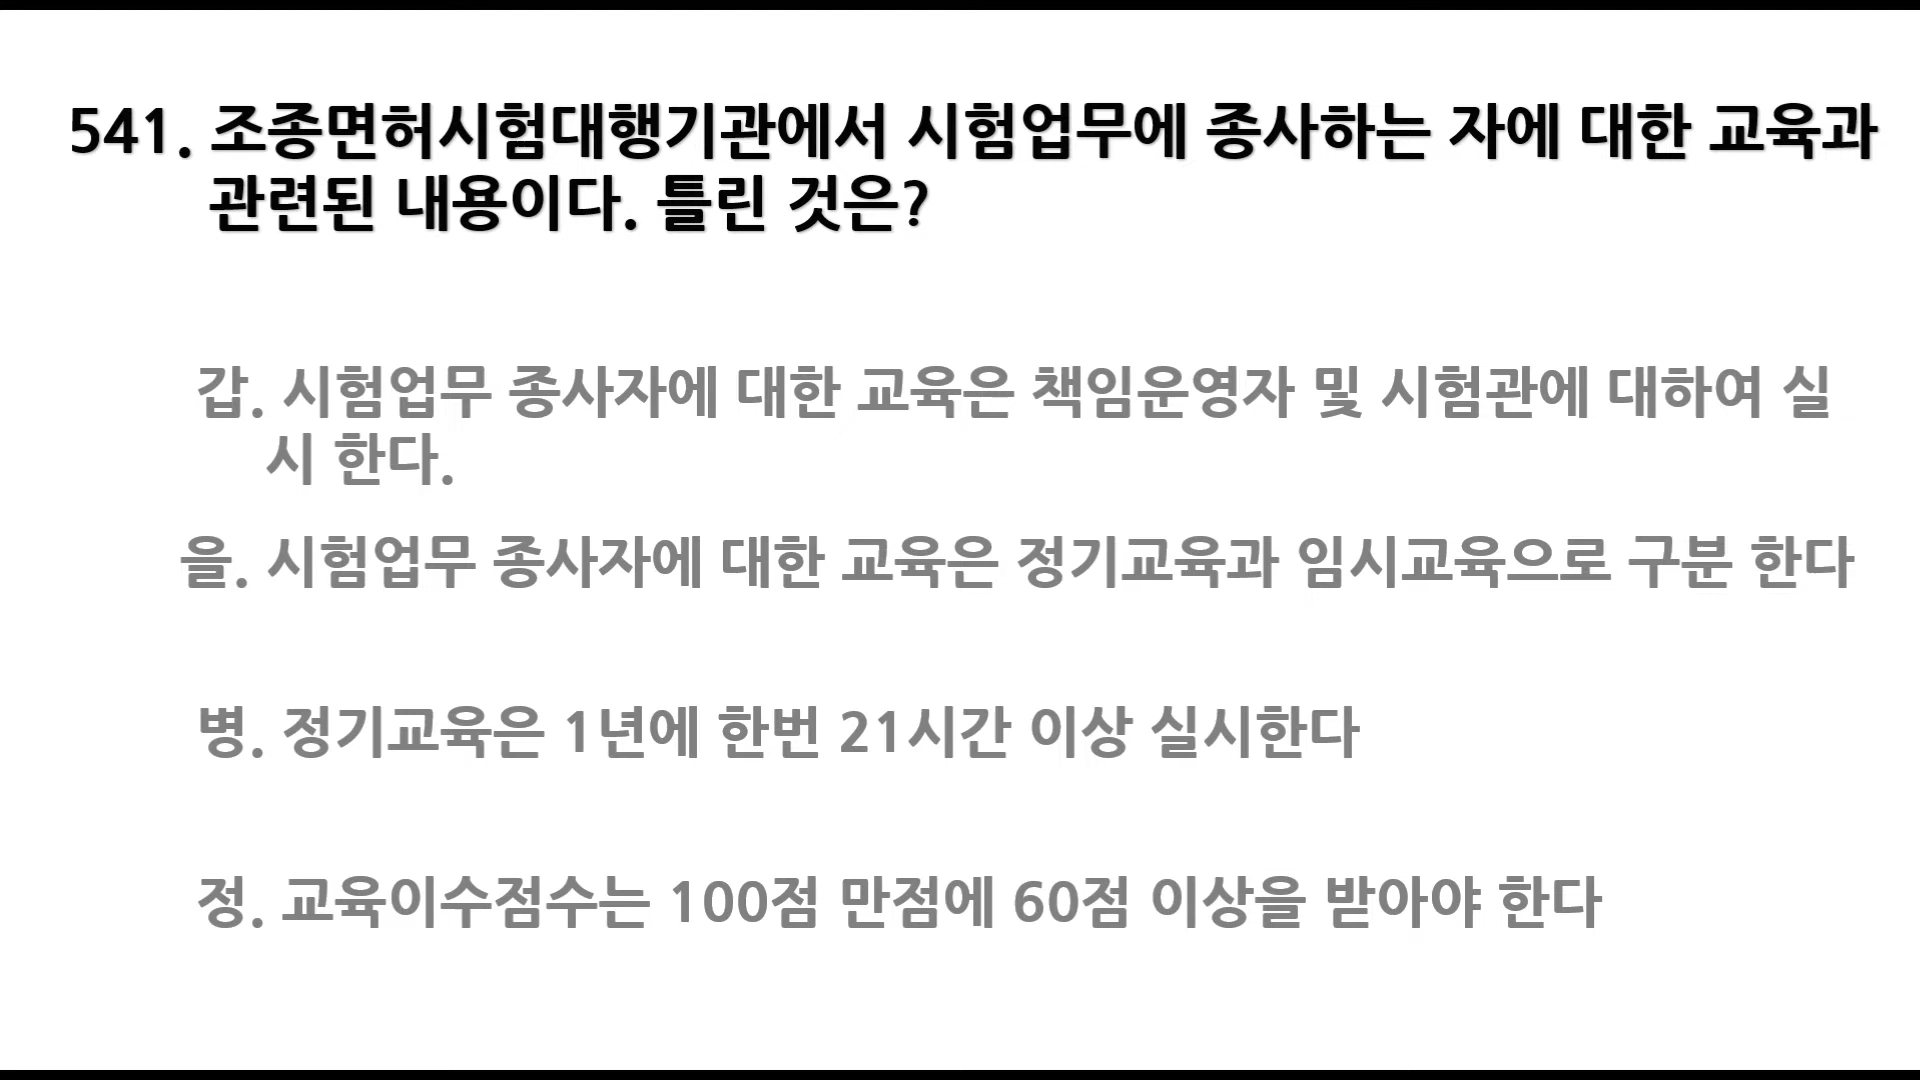 541. 조종면허시험대행기관에서 시험업무에 종사하는 자에 대한 교육과
관련된 내용이다. 틀린 것은?
갑. 시험업무 종사자에 대한 교육은 책임운영자 및 시험관에 대하여 실
시 한다.
을. 시험업무 종사자에 대한 교육은 정기교육과 임시교육으로 구분 한다
병. 정기교육은 1년에 한번 21시간 이상 실시한다
정. 교육이수점수는 100점 만점에 60점 이상을 받아야 한다